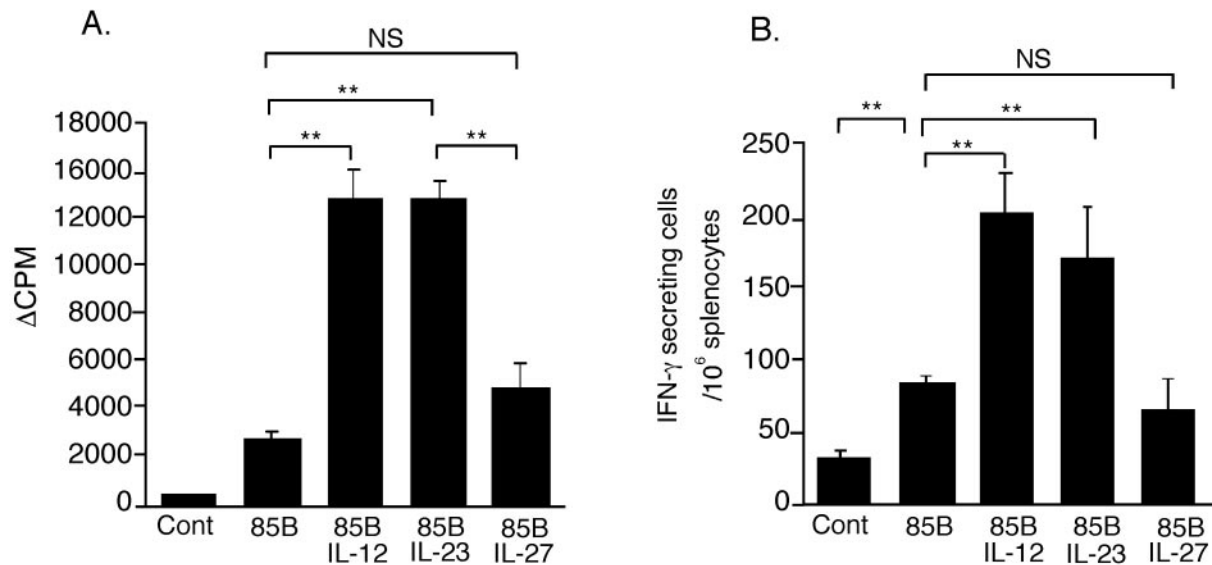 A.
NS
**
**
**
18000
16000
14000
12000
10000
8000
6000
4000
2000
0
ΔCPM
Cont
85B
85B
IL-12
85B
IL-23
85B
IL-27
B.
NS
**
**
**
250
200
150
100
50
0
IFN-γ secreting cells
/10⁶ splenocytes
Cont
85B
85B
IL-12
85B
IL-23
85B
IL-27